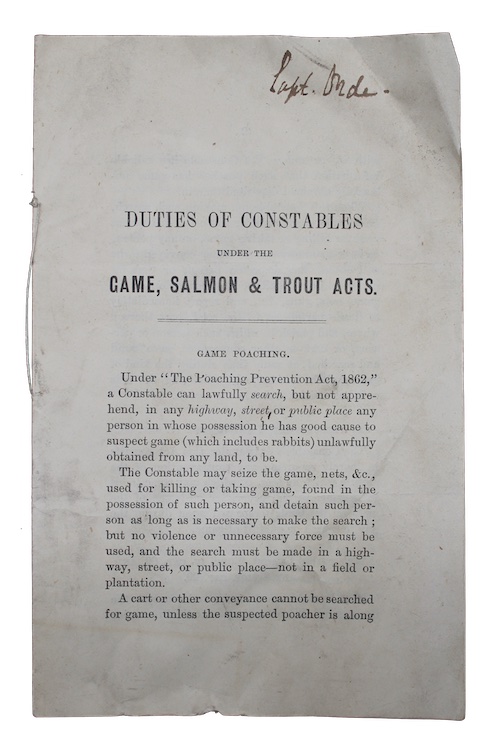 Capt. Orde.
DUTIES OF CONSTABLES
UNDER THE
GAME, SALMON & TROUT ACTS.
GAME POACHING.
Under “The Poaching Prevention Act, 1862,”
a Constable can lawfully search, but not appre-
hend, in any highway, street, or public place any
person in whose possession he has good cause to
suspect game (which includes rabbits) unlawfully
obtained from any land, to be.
The Constable may seize the game, nets, &c.,
used for killing or taking game, found in the
possession of such person, and detain such per-
son as long as is necessary to make the search ;
but no violence or unnecessary force must be
used, and the search must be made in a high-
way, street, or public place—not in a field or
plantation.
A cart or other conveyance cannot be searched
for game, unless the suspected poacher is along